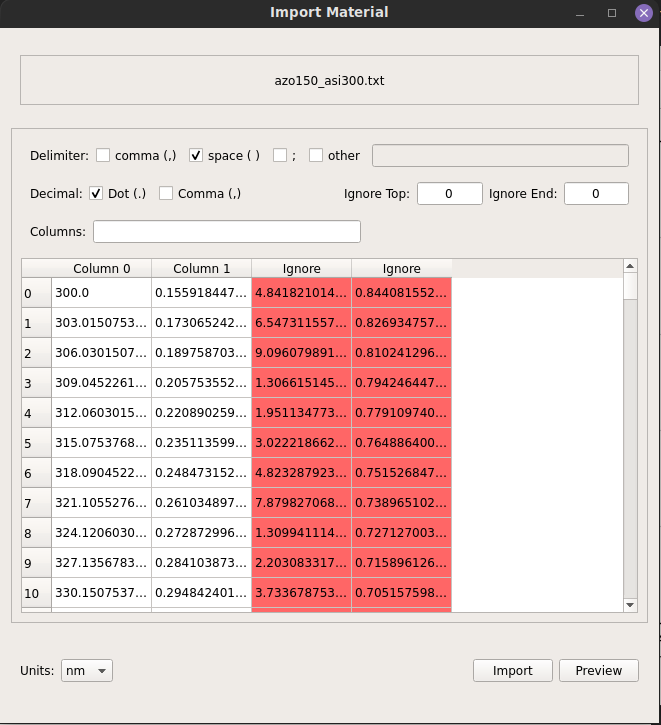 Import Material
azo150_asi300.txt
Delimiter: comma (,) space ( ) ; other
Decimal: Dot (.) Comma (,) Ignore Top: 0 Ignore End: 0
Columns:
Column 0 Column 1 Ignore Ignore
0 300.0 0.155918447... 4.841821014... 0.844081552...
1 303.0150753... 0.173065242... 6.547311557... 0.826934757...
2 306.0301507... 0.189758703... 9.096079891... 0.810241296...
3 309.0452261... 0.205753552... 1.306615145... 0.794246447...
4 312.0603015... 0.220890259... 1.951134773... 0.779109740...
5 315.0753768... 0.235113599... 3.022218662... 0.764886400...
6 318.0904522... 0.248473152... 4.823287923... 0.751526847...
7 321.1055276... 0.261034897... 7.879827068... 0.738965102...
8 324.1206030... 0.272872996... 1.309941114... 0.727127003...
9 327.1356783... 0.284103873... 2.203083317... 0.715896126...
10 330.1507537... 0.294842401... 3.733678753... 0.705157598...
Units: nm Import Preview